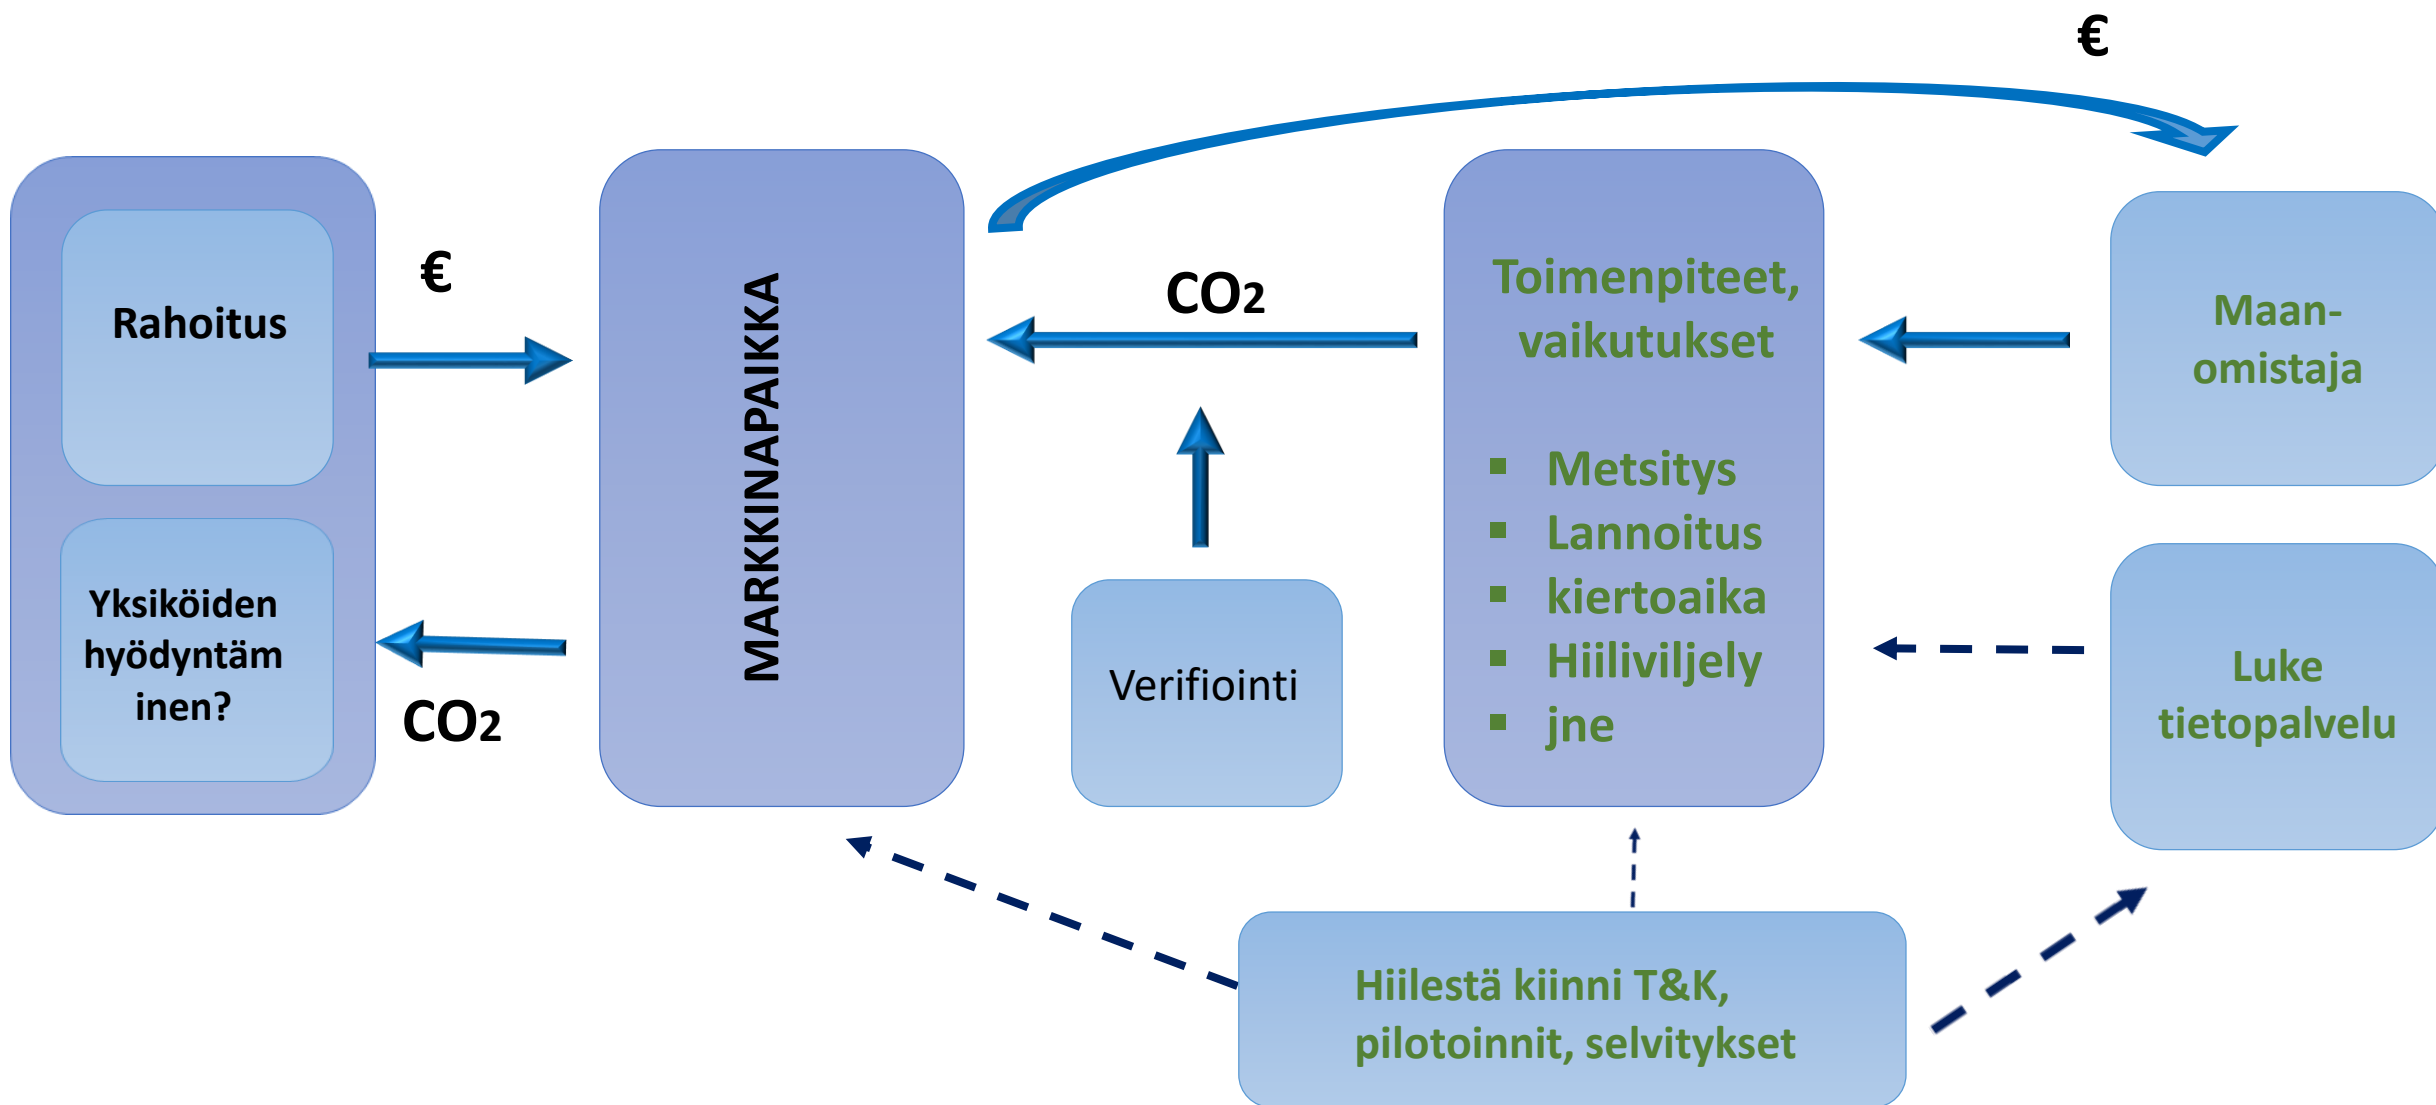 €
Rahoitus
€
Yksiköiden
hyödyntäm
inen?
CO2
MARKKINAPAIKKA
CO2
Verifiointi
Toimenpiteet,
vaikutukset
▪ Metsitys
▪ Lannoitus
▪ kiertoaika
▪ Hiiliviljely
▪ jne
Maan-
omistaja
Luke
tietopalvelu
Hiilestä kiinni T&K,
pilotoinnit, selvitykset